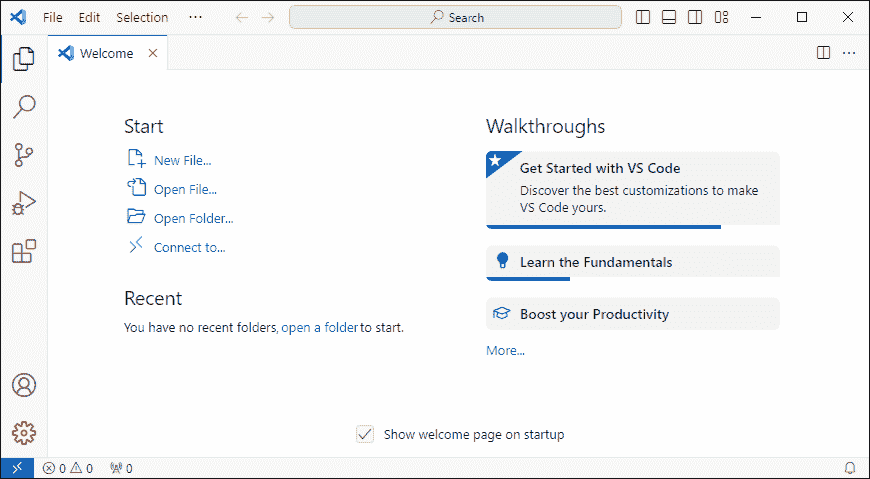 File Edit Selection ···
Search
Welcome
Start
New File...
Open File...
Open Folder...
Connect to...
Recent
You have no recent folders, open a folder to start.
Walkthroughs
Get Started with VS Code
Discover the best customizations to make
VS Code yours.
Learn the Fundamentals
Boost your Productivity
More...
Show welcome page on startup
0 0 0